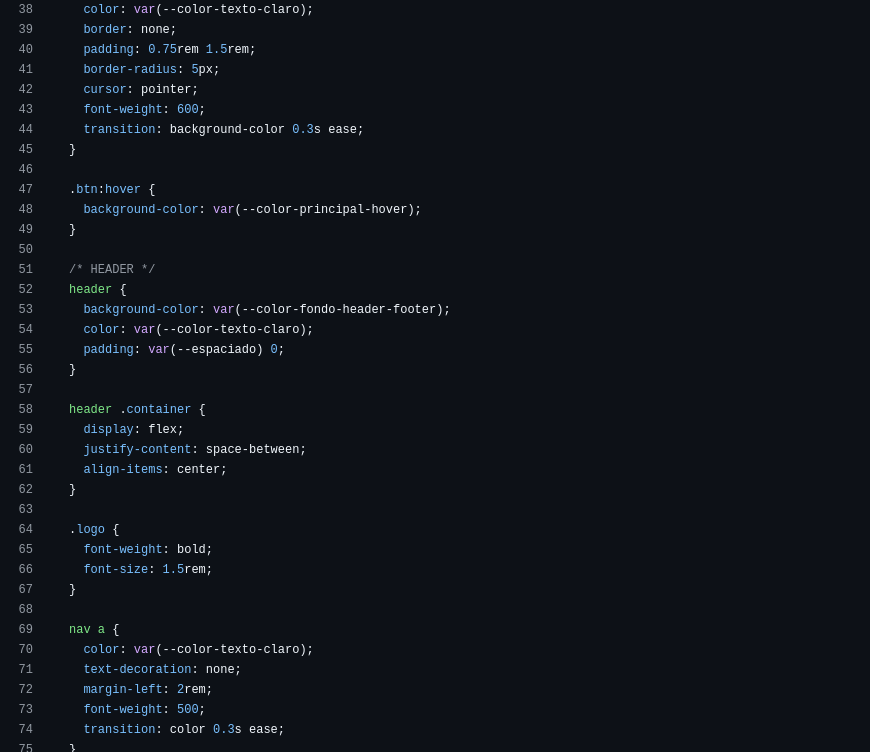 38 color: var(--color-texto-claro);
39 border: none;
40 padding: 0.75rem 1.5rem;
41 border-radius: 5px;
42 cursor: pointer;
43 font-weight: 600;
44 transition: background-color 0.3s ease;
45 }
46
47 .btn:hover {
48 background-color: var(--color-principal-hover);
49 }
50
51 /* HEADER */
52 header {
53 background-color: var(--color-fondo-header-footer);
54 color: var(--color-texto-claro);
55 padding: var(--espaciado) 0;
56 }
57
58 header .container {
59 display: flex;
60 justify-content: space-between;
61 align-items: center;
62 }
63
64 .logo {
65 font-weight: bold;
66 font-size: 1.5rem;
67 }
68
69 nav a {
70 color: var(--color-texto-claro);
71 text-decoration: none;
72 margin-left: 2rem;
73 font-weight: 500;
74 transition: color 0.3s ease;
75 }